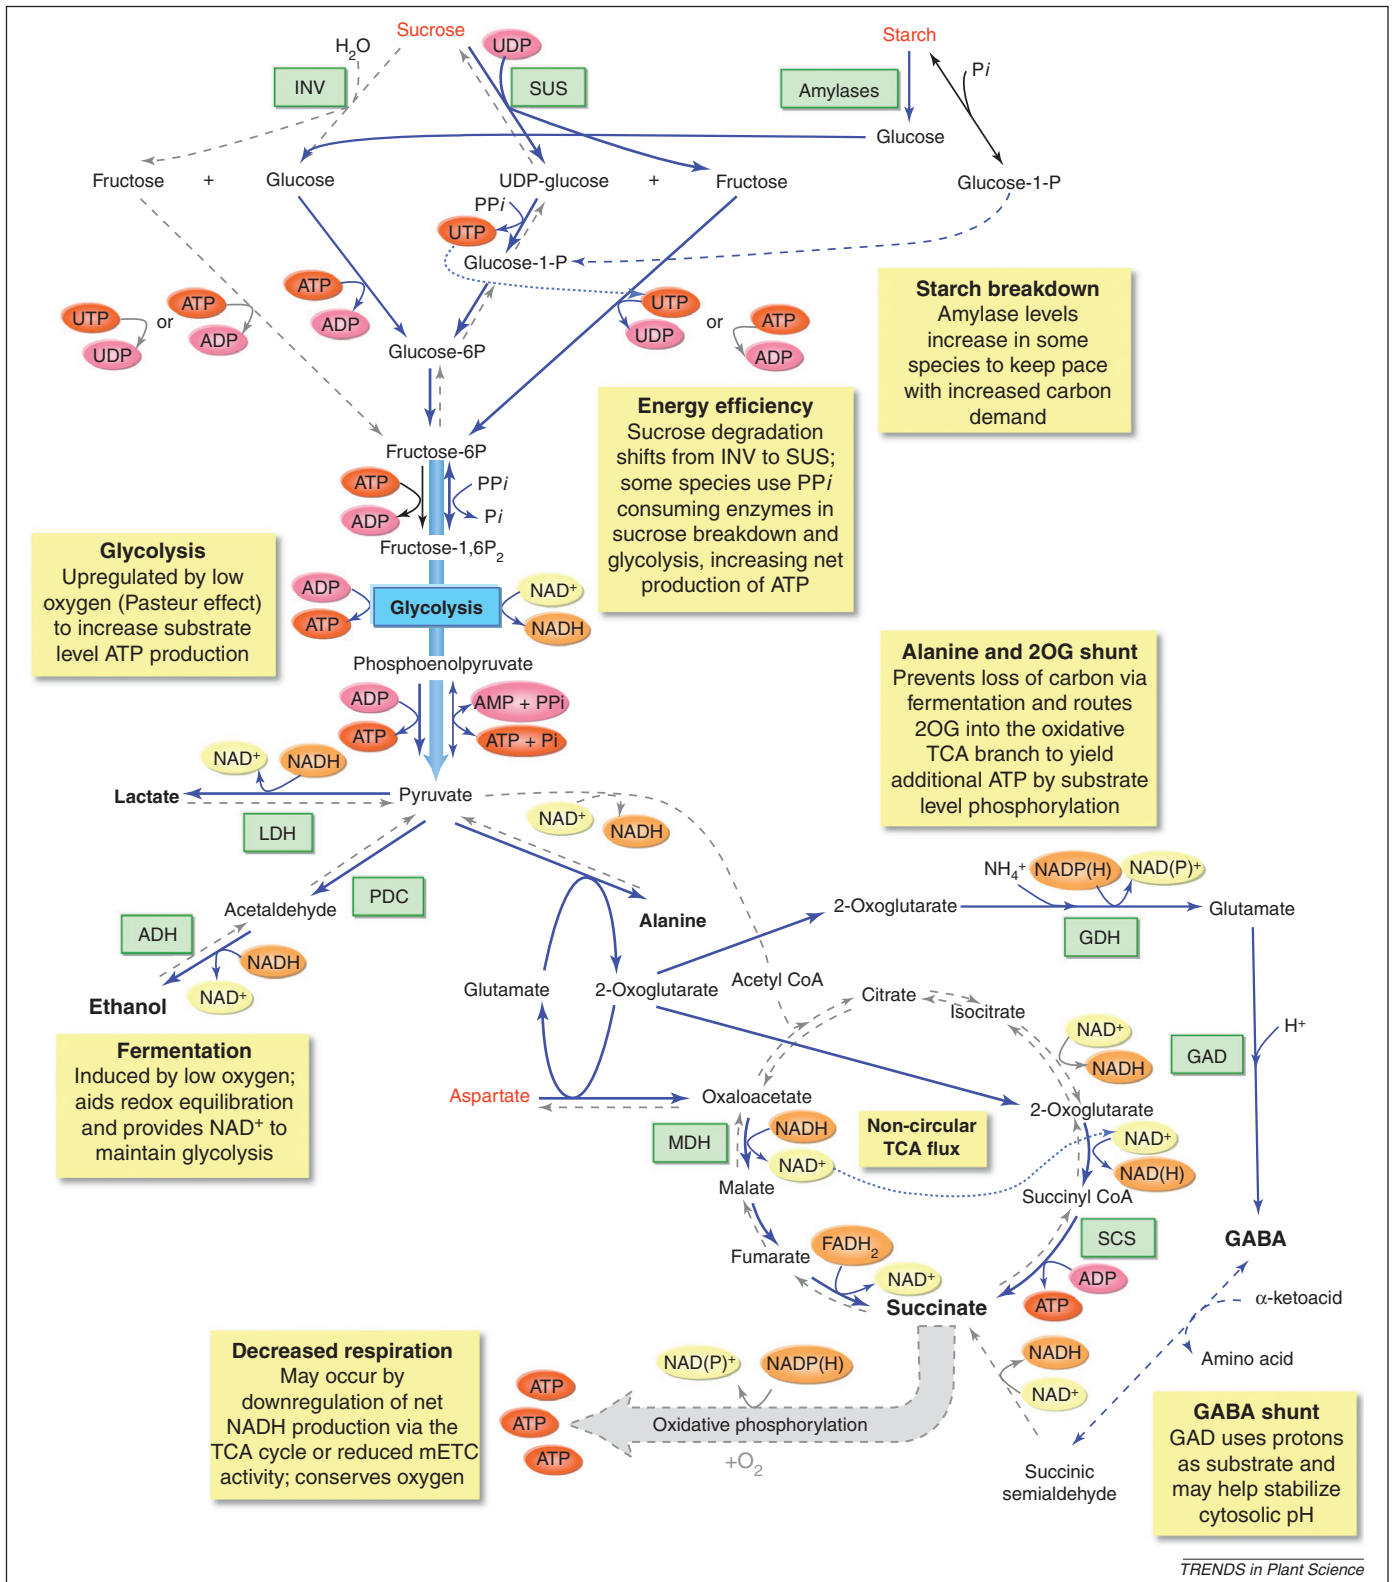 Sucrose
H2O
UDP
Starch
INV
SUS
Amylases
Pi
Glucose
Fructose
+
Glucose
UDP-glucose
+
Fructose
Glucose-1-P
PPi
UTP
Glucose-1-P
ATP
ADP
UTP
UDP
or
ATP
ADP
UTP
UDP
or
ATP
ADP
Starch breakdown
Amylase levels
increase in some
species to keep pace
with increased carbon
demand
Glucose-6P
Energy efficiency
Sucrose degradation
shifts from INV to SUS;
some species use PPi
consuming enzymes in
sucrose breakdown and
glycolysis, increasing net
production of ATP
Fructose-6P
ATP
ADP
PPi
Pi
Fructose-1,6P2
Glycolysis
Upregulated by low
oxygen (Pasteur effect)
to increase substrate
level ATP production
ADP
ATP
Glycolysis
NAD+
NADH
Phosphoenolpyruvate
ADP
ATP
AMP + PPi
ATP + Pi
Alanine and 2OG shunt
Prevents loss of carbon via
fermentation and routes
2OG into the oxidative
TCA branch to yield
additional ATP by substrate
level phosphorylation
NAD+
NADH
Lactate
Pyruvate
LDH
NAD+
NADH
PDC
Acetaldehyde
ADH
NADH
NAD+
Ethanol
Alanine
NH4+
NADP(H)
NAD(P)+
2-Oxoglutarate
Glutamate
GDH
Glutamate
2-Oxoglutarate
Acetyl CoA
Citrate
Isocitrate
NAD+
NADH
GAD
H+
Fermentation
Induced by low oxygen;
aids redox equilibration
and provides NAD+ to
maintain glycolysis
Aspartate
Oxaloacetate
2-Oxoglutarate
MDH
NADH
NAD+
Non-circular
TCA flux
NAD+
NAD(H)
Malate
Succinyl CoA
SCS
GABA
Fumarate
FADH2
NAD+
ADP
ATP
Succinate
α-ketoacid
Amino acid
NADH
NAD+
Decreased respiration
May occur by
downregulation of net
NADH production via the
TCA cycle or reduced mETC
activity; conserves oxygen
NAD(P)+
NADP(H)
ATP
ATP
ATP
Oxidative phosphorylation
+O2
Succinic
semialdehyde
GABA shunt
GAD uses protons
as substrate and
may help stabilize
cytosolic pH
TRENDS in Plant Science